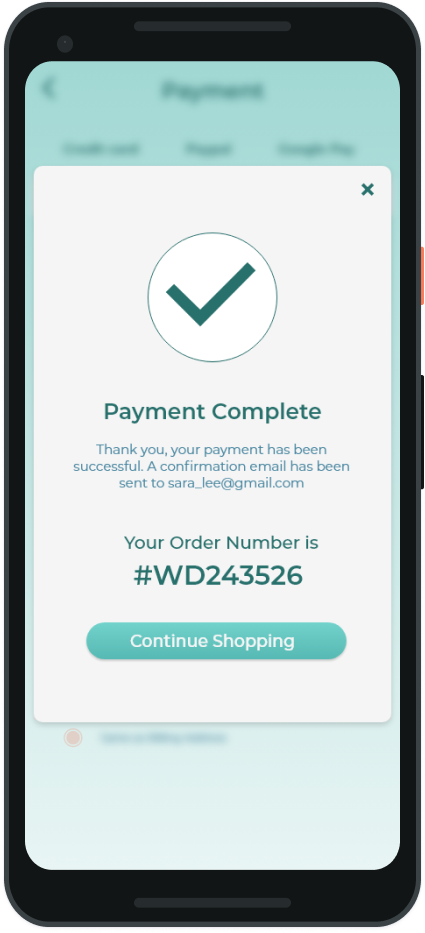 Payment
Credit card Paypal Google Pay
×
Payment Complete
Thank you, your payment has been
successful. A confirmation email has been
sent to sara_lee@gmail.com
Your Order Number is
#WD243526
Continue Shopping